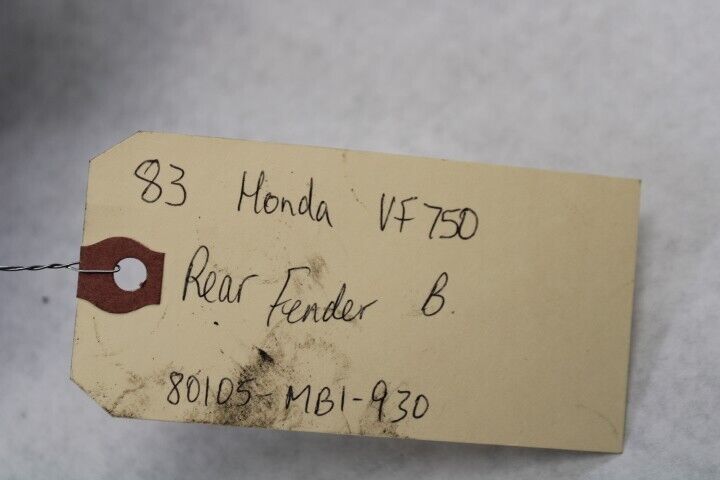 83 Honda VF750
Rear Fender B.
80105-MB1-930